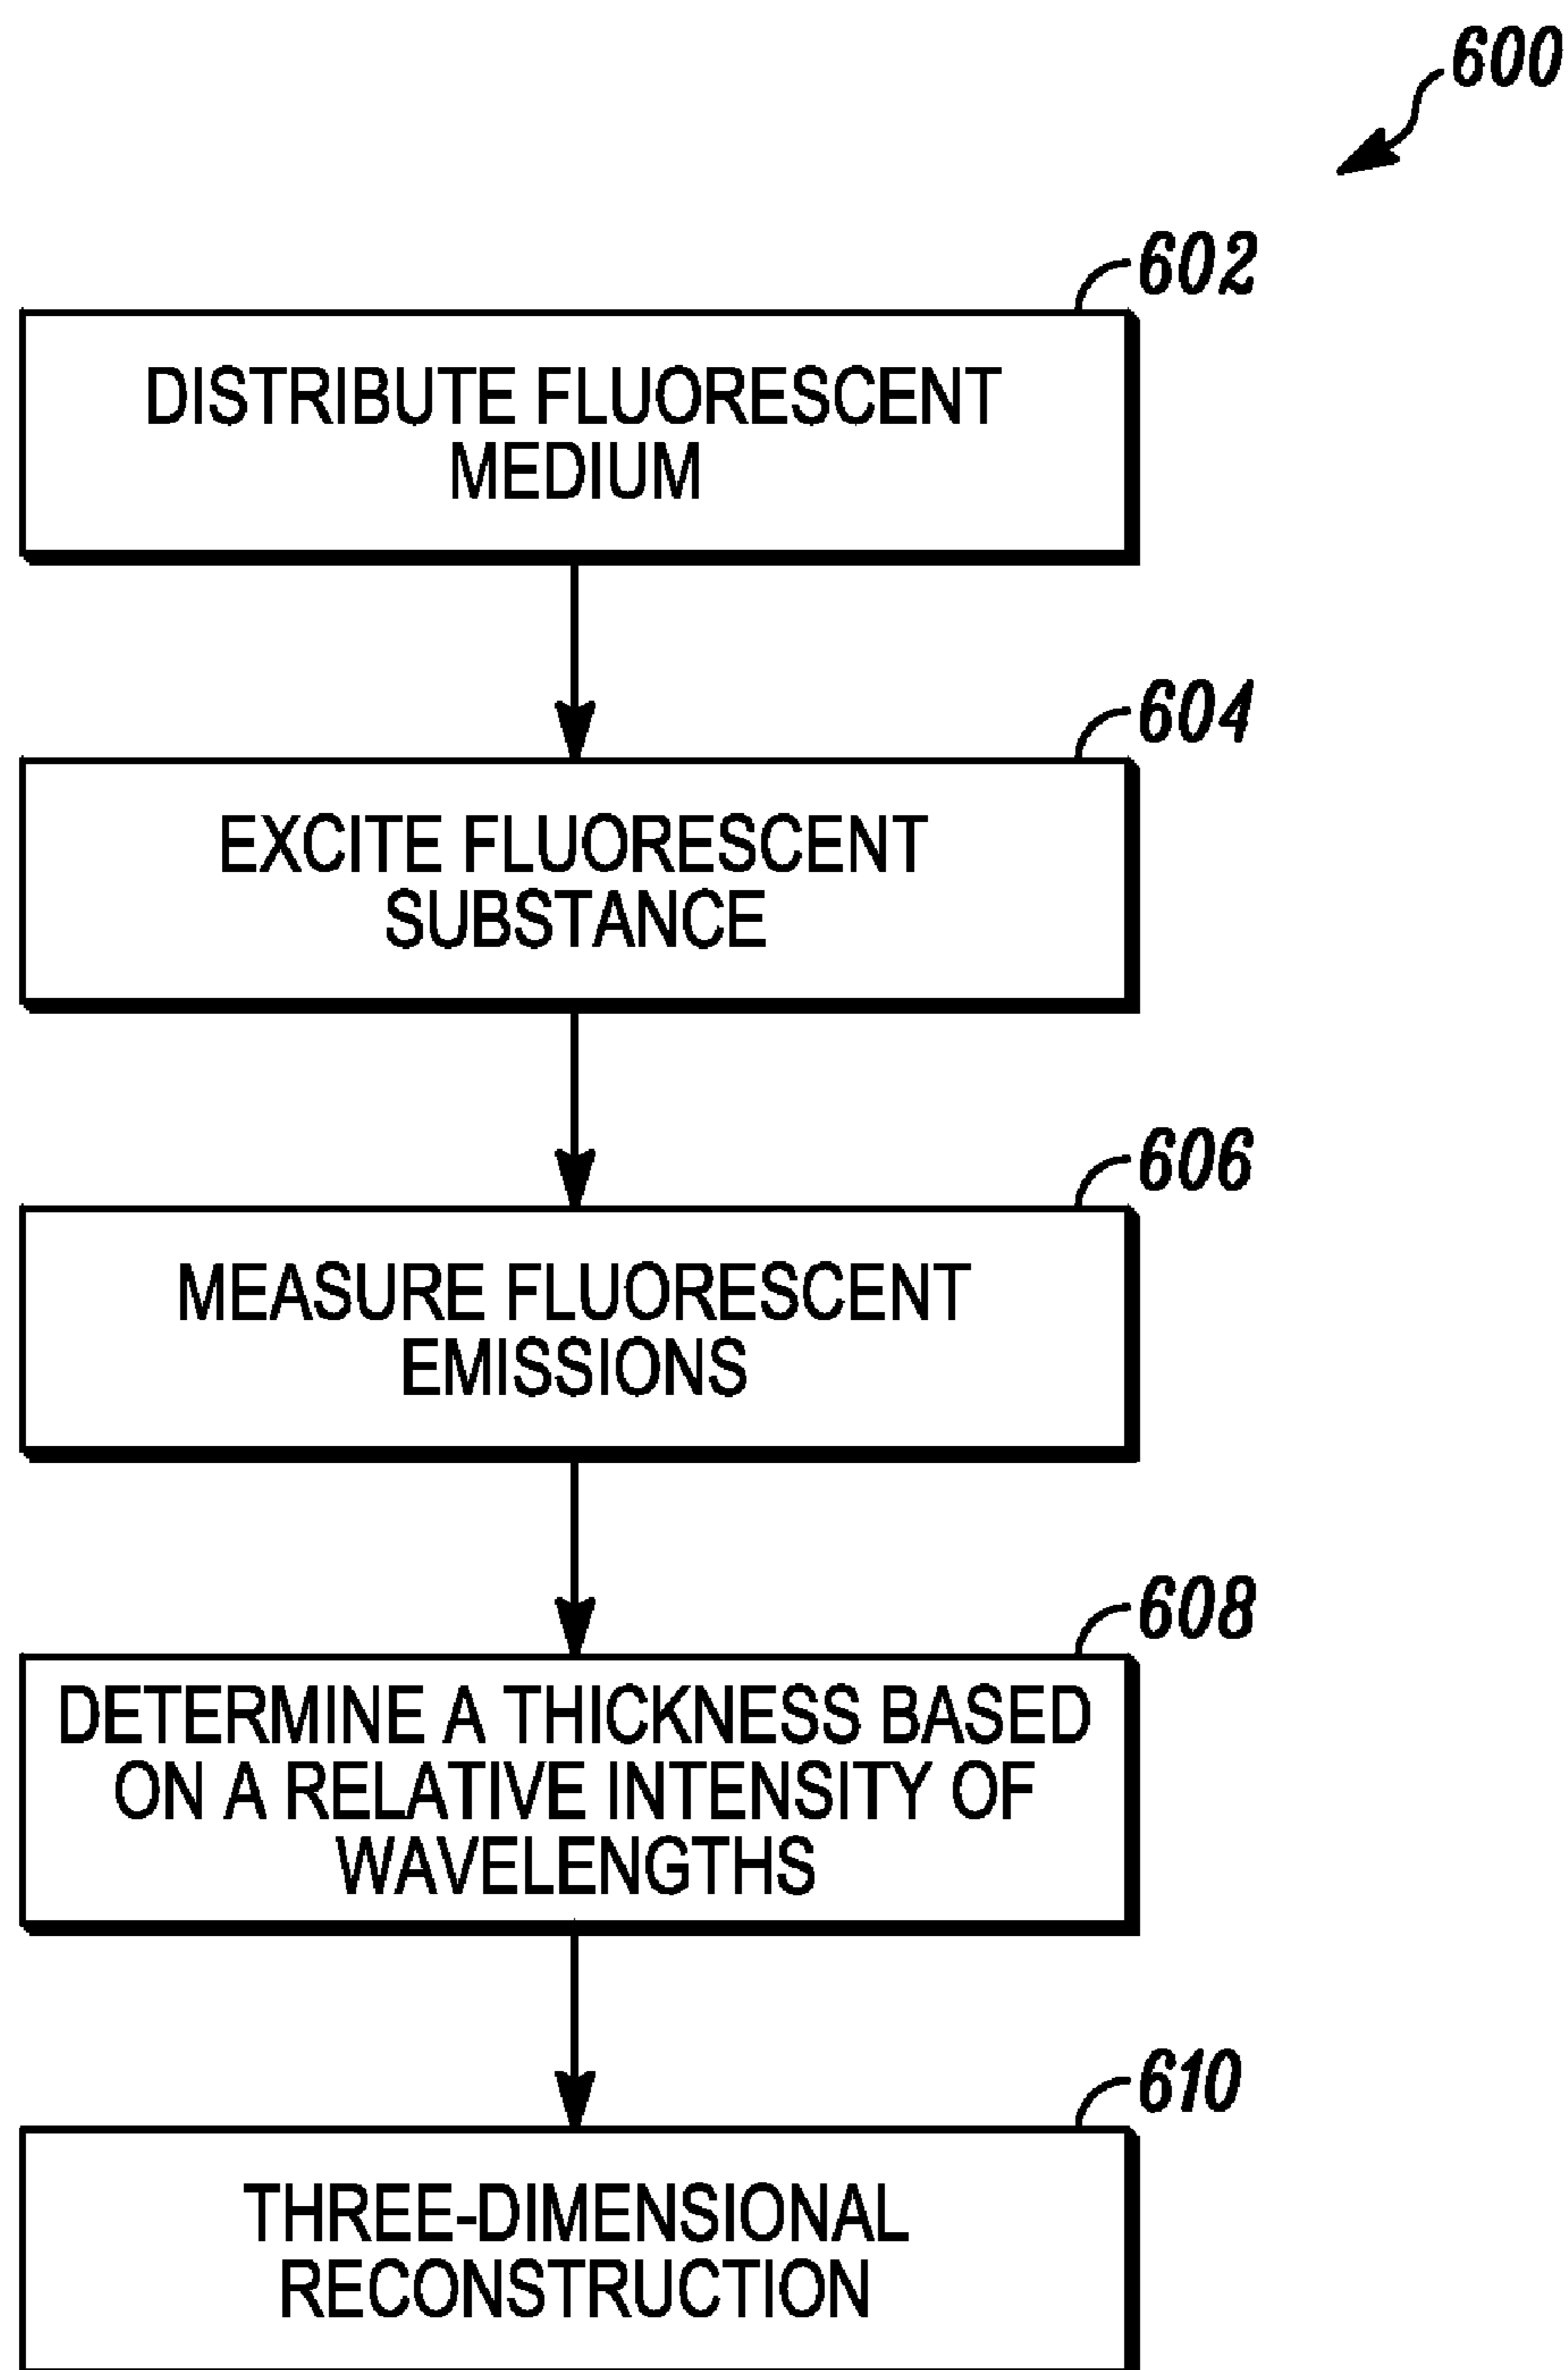 600
602
DISTRIBUTE FLUORESCENT
MEDIUM
604
EXCITE FLUORESCENT
SUBSTANCE
606
MEASURE FLUORESCENT
EMISSIONS
608
DETERMINE A THICKNESS BASED
ON A RELATIVE INTENSITY OF
WAVELENGTHS
610
THREE-DIMENSIONAL
RECONSTRUCTION